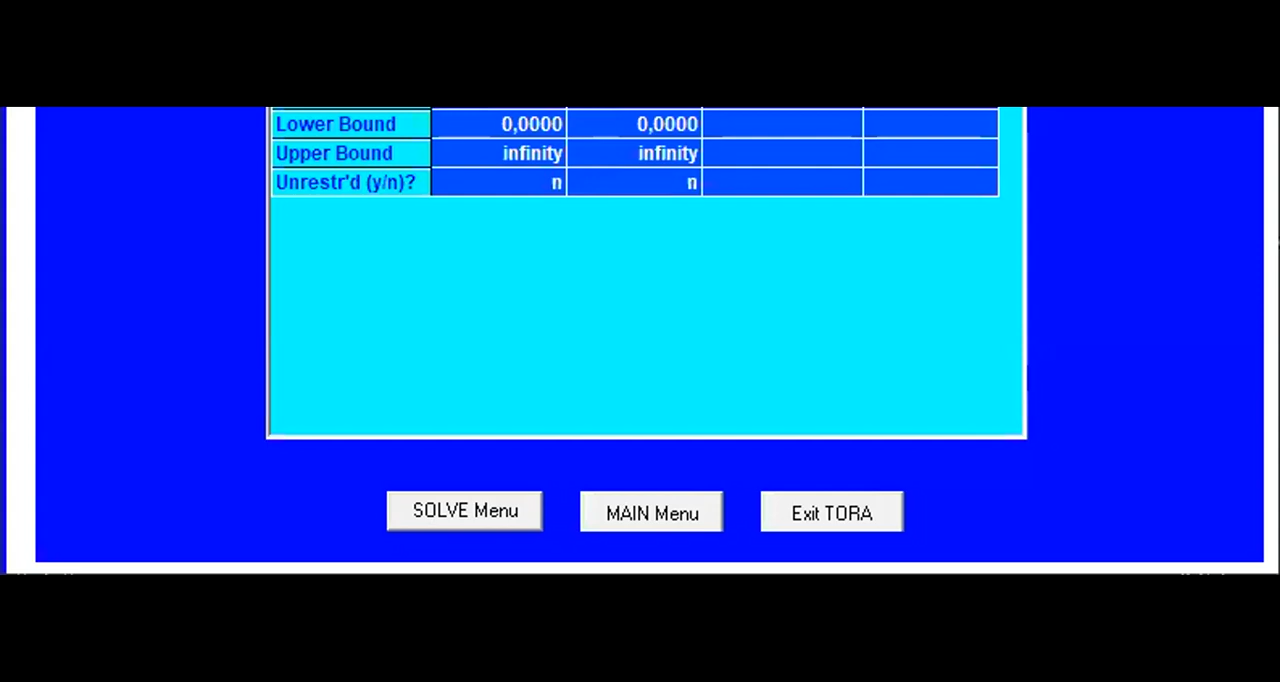 Lower Bound 0,0000 0,0000
Upper Bound infinity infinity
Unrestr'd (y/n)? n n
SOLVE Menu MAIN Menu Exit TORA